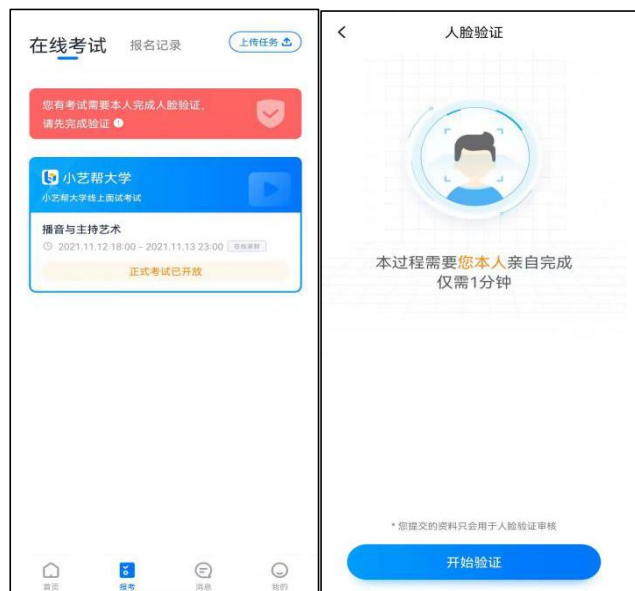 在线考试
报名记录
上传任务
您有考试需要本人完成人脸验证,
请先完成验证
小艺帮大学
小艺帮大学线上面试考试
播音与主持艺术
2021.11.12 18:00 - 2021.11.13 23:00
正式考试已开放
首页
报考
消息
我的
人脸验证
本过程需要您本人亲自完成
仅需1分钟
* 您提交的资料只会用于人脸验证审核
开始验证